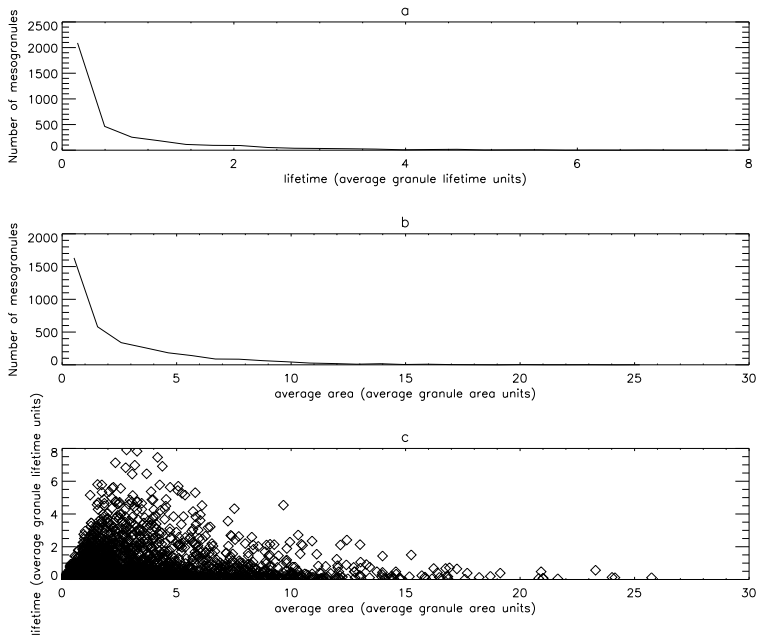 a
Number of mesogranules
2500
2000
1500
1000
500
0
0 2 4 6 8
lifetime (average granule lifetime units)
b
Number of mesogranules
2000
1500
1000
500
0
0 5 10 15 20 25 30
average area (average granule area units)
c
lifetime (average granule lifetime units)
8
6
4
2
0
0 5 10 15 20 25 30
average area (average granule area units)